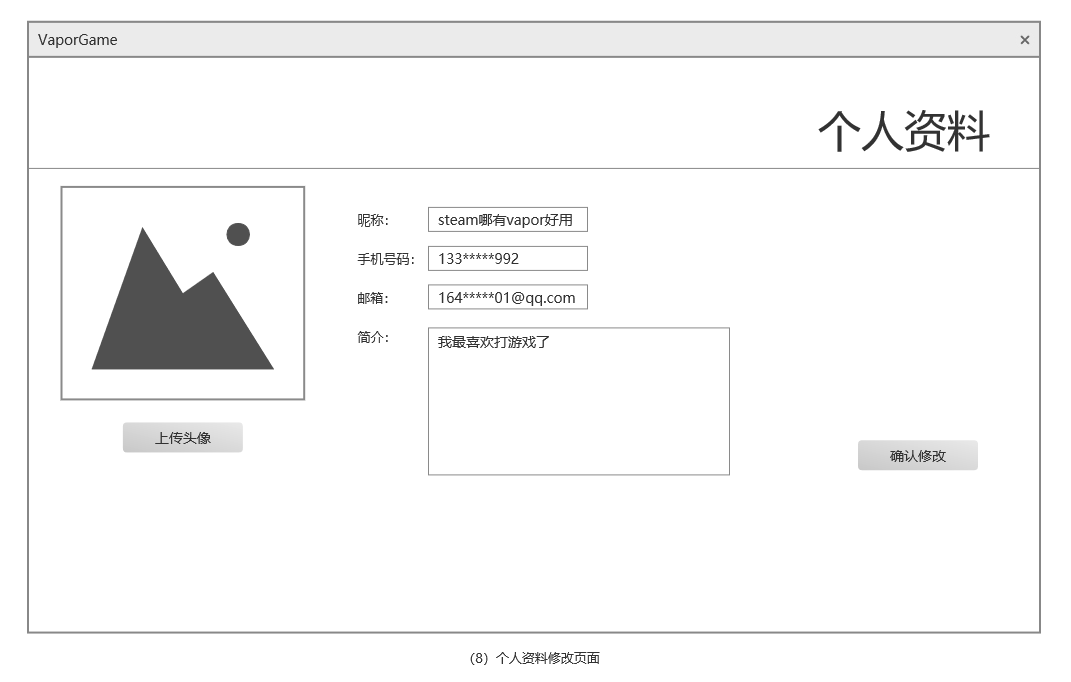 VaporGame
个人资料
昵称： steam哪有vapor好用
手机号码： 133*****992
邮箱： 164*****01@qq.com
简介： 我最喜欢打游戏了
上传头像
确认修改
（8）个人资料修改页面